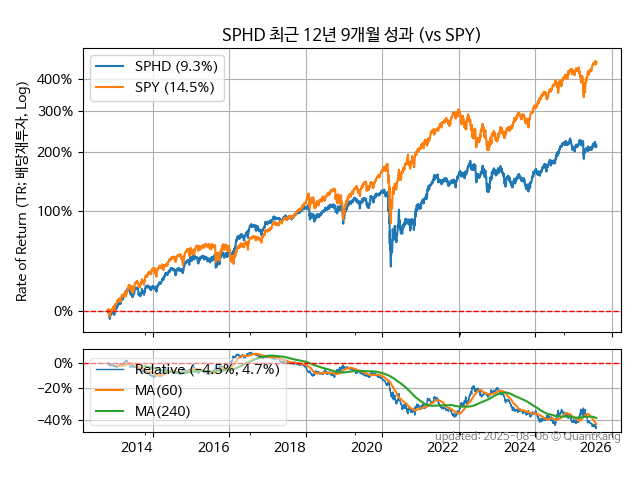 SPHD 최근 12년 9개월 성과 (vs SPY)
Rate of Return (TR: 배당재투자, Log)
SPHD (9.3%)
SPY (14.5%)
400%
300%
200%
100%
0%
Relative (−4.5%, 4.7%)
MA(60)
MA(240)
0%
−20%
−40%
updated: 2025-08-06 © QuantKang
2014 2016 2018 2020 2022 2024 2026